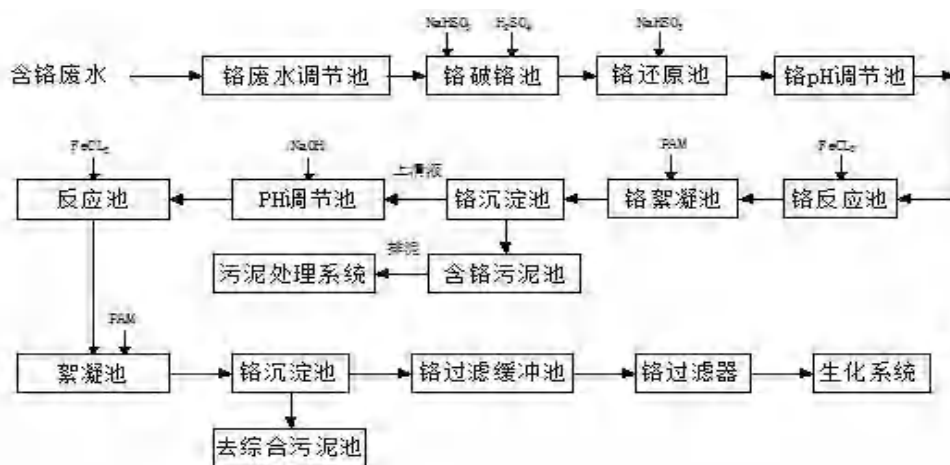 NaHSO₃ H₂SO₄ NaHSO₃
含铬废水 铬废水调节池 铬破铬池 铬还原池 铬pH调节池
PAM
NaOH
上清液
反应池 PH调节池 铬沉淀池 铬絮凝池 铬反应池
排泥
污泥处理系统 含铬污泥池
PAM
絮凝池 铬沉淀池 铬过滤缓冲池 铬过滤器 生化系统
去综合污泥池